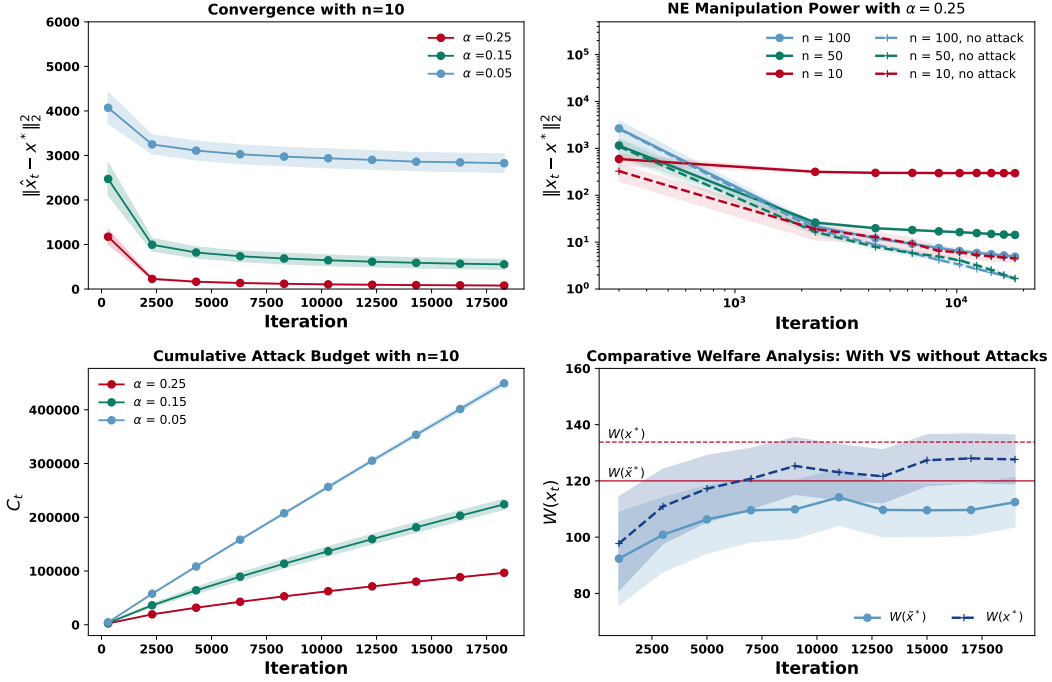 Convergence with n=10
6000
5000
4000
3000
2000
1000
0
‖x̂_t − x*‖₂²
α =0.25
α =0.15
α =0.05
0 2500 5000 7500 10000 12500 15000 17500
Iteration
NE Manipulation Power with α = 0.25
10⁵
10⁴
10³
10²
10¹
10⁰
‖x_t − x*‖₂²
n = 100 n = 100, no attack
n = 50 n = 50, no attack
n = 10 n = 10, no attack
10³ 10⁴
Iteration
Cumulative Attack Budget with n=10
400000
300000
200000
100000
0
C_t
α = 0.25
α = 0.15
α = 0.05
0 2500 5000 7500 10000 12500 15000 17500
Iteration
Comparative Welfare Analysis: With VS without Attacks
160
140
120
100
80
W(x_t)
W(x*)
W(x̃*)
W(x̃*) W(x*)
2500 5000 7500 10000 12500 15000 17500
Iteration